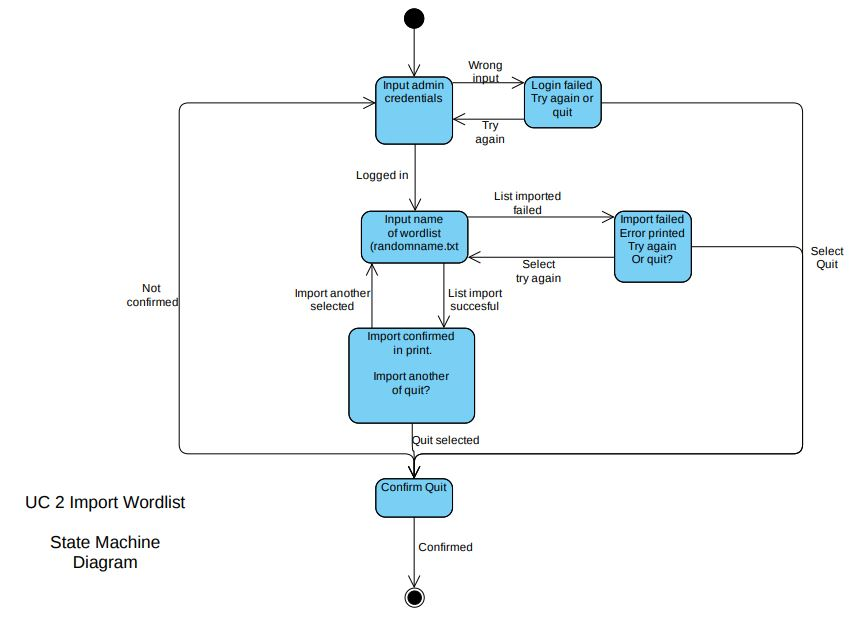 Wrong
input
Input admin
credentials
Login failed
Try again or
quit
Try
again
Logged in
List imported
failed
Input name
of wordlist
(randomname.txt
Import failed
Error printed
Try again
Or quit?
Select
Quit
Select
try again
Not
confirmed
Import another
selected
List import
succesful
Import confirmed
in print.
Import another
of quit?
Quit selected
Confirm Quit
UC 2 Import Wordlist
State Machine
Diagram
Confirmed